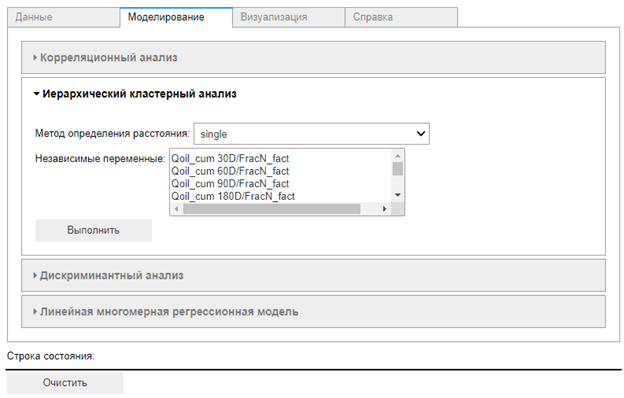 Данные Моделирование Визуализация Справка
Корреляционный анализ
Иерархический кластерный анализ
Метод определения расстояния: single
Независимые переменные: Qoil_cum 30D/FracN_fact
Qoil_cum 60D/FracN_fact
Qoil_cum 90D/FracN_fact
Qoil_cum 180D/FracN_fact
Выполнить
Дискриминантный анализ
Линейная многомерная регрессионная модель
Строка состояния:
Очистить